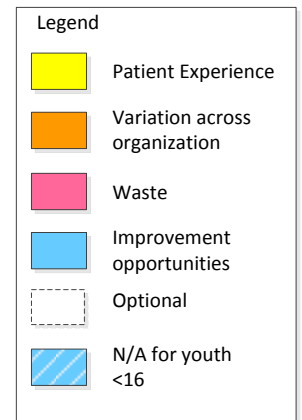 Legend
Patient Experience
Variation across
organization
Waste
Improvement
opportunities
Optional
N/A for youth
<16